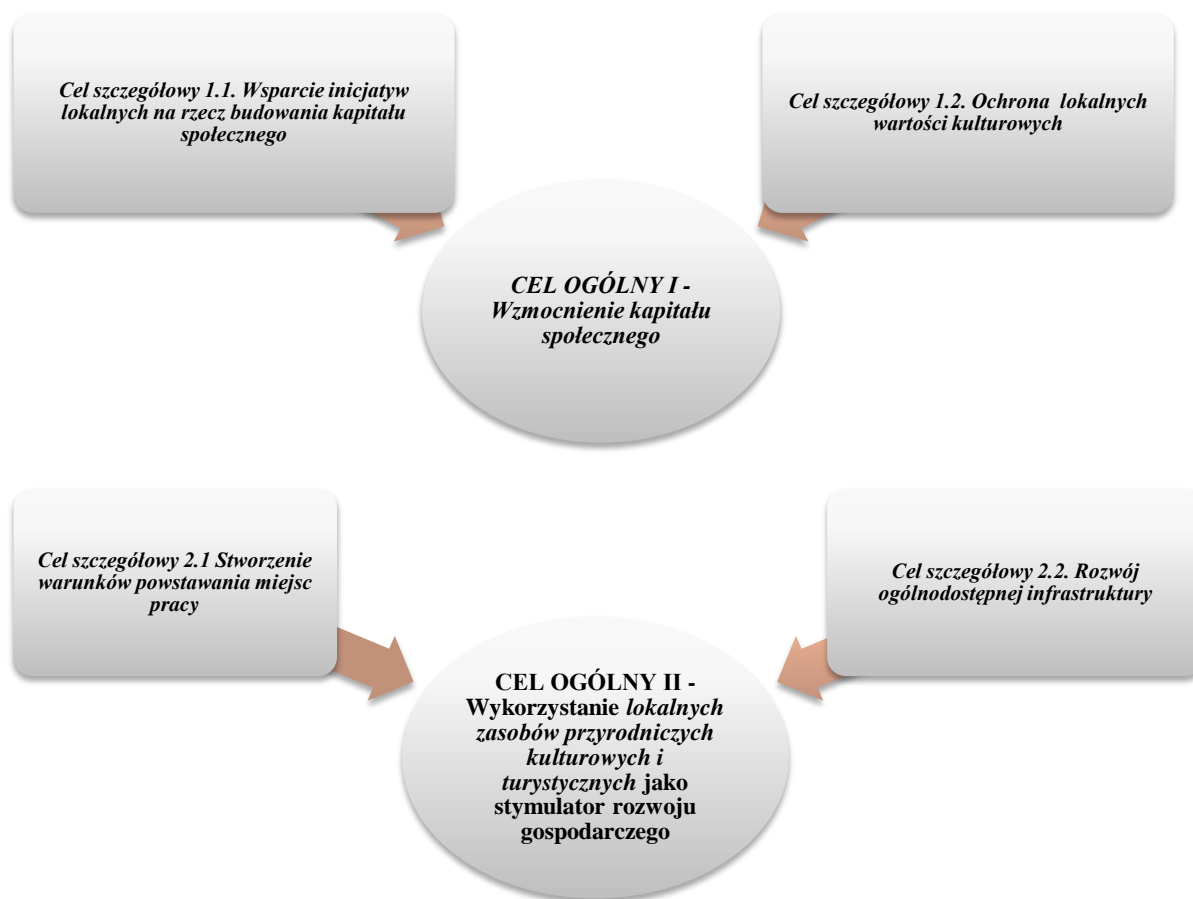 Cel szczegółowy 1.1. Wsparcie inicjatyw
lokalnych na rzecz budowania kapitału
społecznego
Cel szczegółowy 1.2. Ochrona lokalnych
wartości kulturowych
CEL OGÓLNY I -
Wzmocnienie kapitału
społecznego
Cel szczegółowy 2.1 Stworzenie
warunków powstawania miejsc
pracy
Cel szczegółowy 2.2. Rozwój
ogólnodostępnej infrastruktury
CEL OGÓLNY II -
Wykorzystanie lokalnych
zasobów przyrodniczych
kulturowych i
turystycznych jako
stymulator rozwoju
gospodarczego